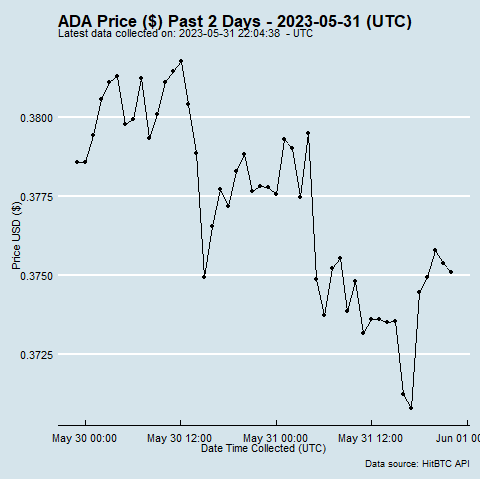 ADA Price ($) Past 2 Days - 2023-05-31 (UTC)
Latest data collected on: 2023-05-31 22:04:38 - UTC
0.3800
0.3775
0.3750
0.3725
Price USD ($)
May 30 00:00 May 30 12:00 May 31 00:00 May 31 12:00 Jun 01 00
Date Time Collected (UTC)
Data source: HitBTC API